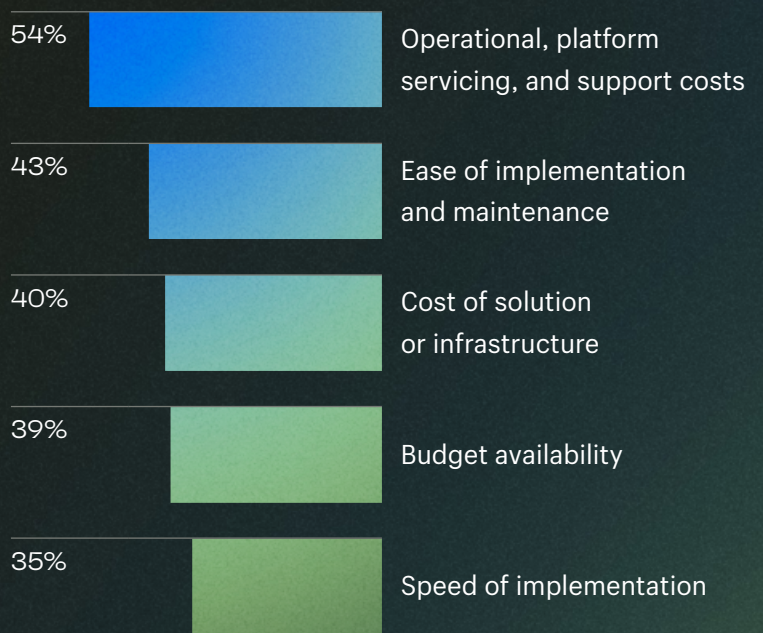 54%
Operational, platform
servicing, and support costs
43%
Ease of implementation
and maintenance
40%
Cost of solution
or infrastructure
39%
Budget availability
35%
Speed of implementation